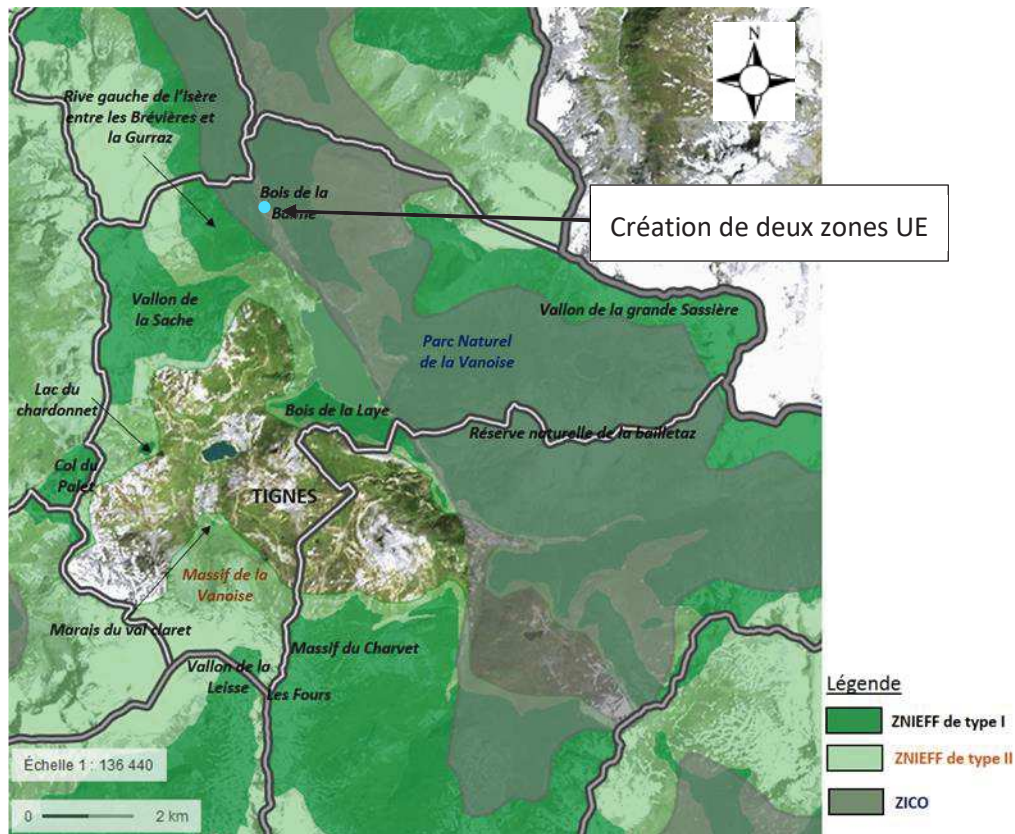 N
Rive gauche de l'Isère
entre les Brévières et
la Gurraz
Bois de la
Balme
Création de deux zones UE
Vallon de
la Sache
Vallon de la grande Sassière
Parc Naturel
de la Vanoise
Lac du
chardonnet
Bois de la Laye
Réserve naturelle de la bailletaz
Col du
Palet
TIGNES
Massif de la
Vanoise
Marais du val claret
Massif du Charvet
Vallon de la
Leisse
Les Fours
Légende
ZNIEFF de type I
ZNIEFF de type II
ZICO
Échelle 1 : 136 440
0 2 km